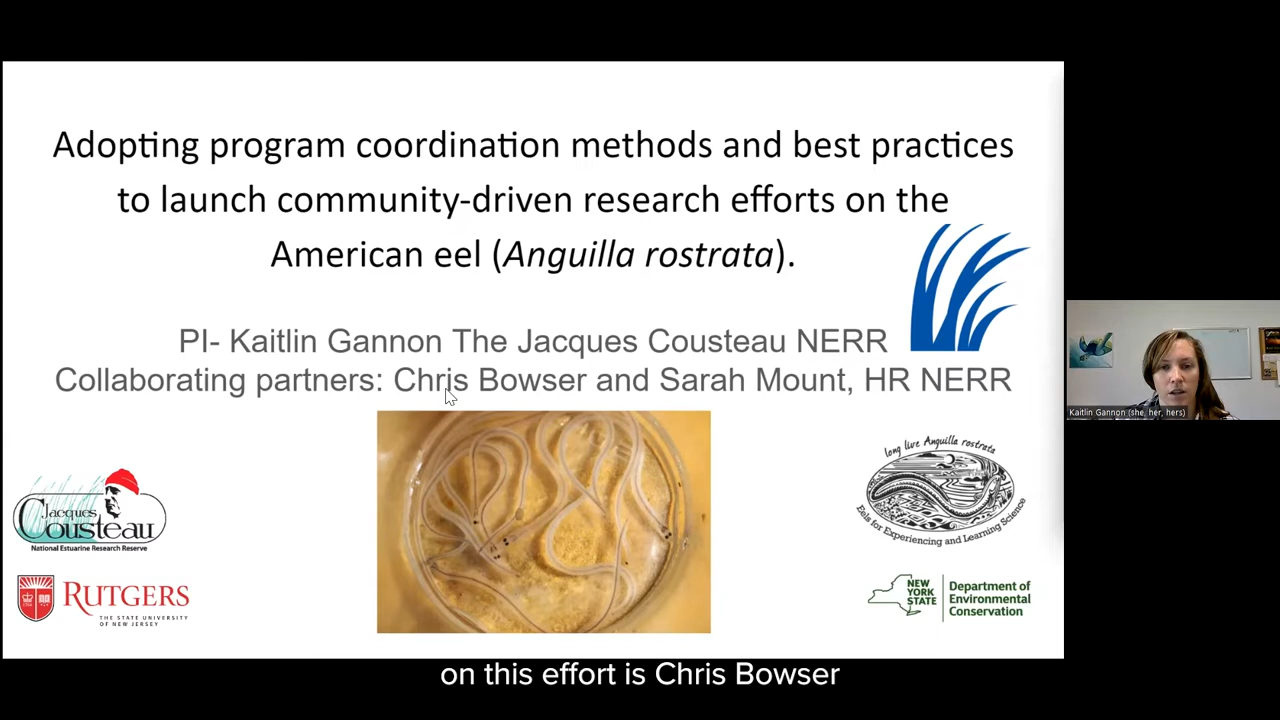 Adopting program coordination methods and best practices
to launch community-driven research efforts on the
American eel (Anguilla rostrata).
PI- Kaitlin Gannon The Jacques Cousteau NERR
Collaborating partners: Chris Bowser and Sarah Mount, HR NERR
Kaitlin Gannon (she, her, hers)
Jacques
Cousteau
National Estuarine Research Reserve
RUTGERS
THE STATE UNIVERSITY
OF NEW JERSEY
long live Anguilla rostrata
Eels for Experiencing and Learning Science
NEW
YORK
STATE
Department of
Environmental
Conservation
on this effort is Chris Bowser